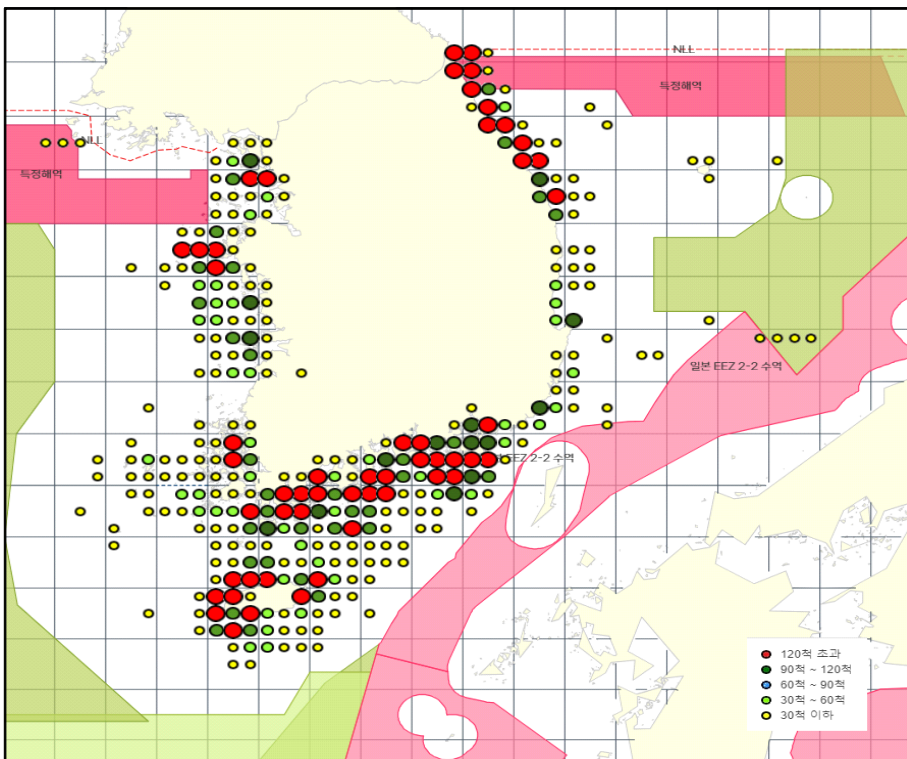 NLL
특정해역
NLL
특정해역
일본 EEZ 2-2 수역
EEZ 2-2 수역
120척 초과
90척 ~ 120척
60척 ~ 90척
30척 ~ 60척
30척 이하